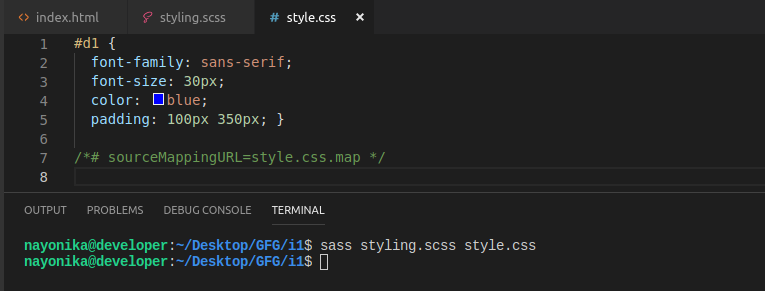 <> index.html styling.scss # style.css ×
1 #d1 {
2 font-family: sans-serif;
3 font-size: 30px;
4 color: blue;
5 padding: 100px 350px; }
6
7 /*# sourceMappingURL=style.css.map */
8
OUTPUT PROBLEMS DEBUG CONSOLE TERMINAL
nayonika@developer:~/Desktop/GFG/i1$ sass styling.scss style.css
nayonika@developer:~/Desktop/GFG/i1$